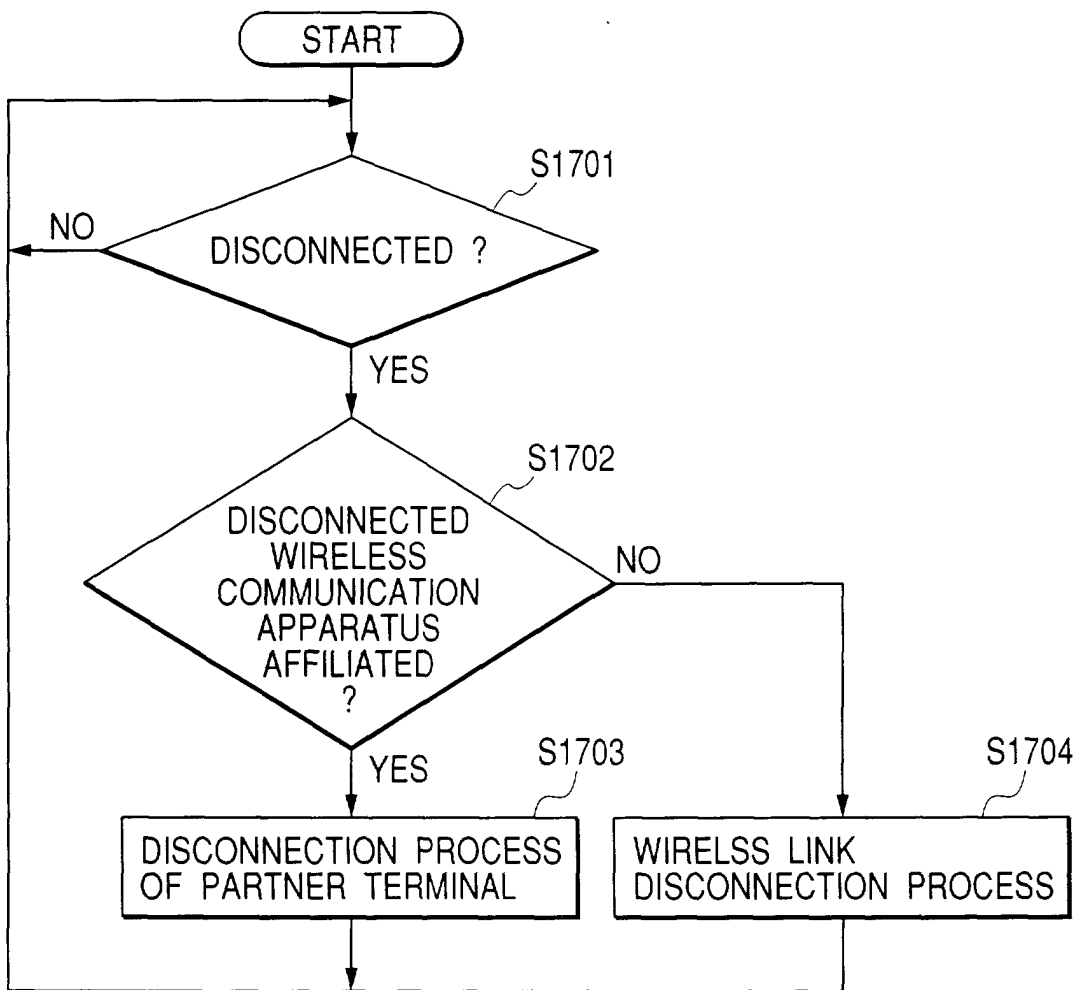 START
S1701
NO
DISCONNECTED ?
YES
S1702
DISCONNECTED
WIRELESS
COMMUNICATION
APPARATUS
AFFILIATED
?
NO
YES
S1703
S1704
DISCONNECTION PROCESS
OF PARTNER TERMINAL
WIRELSS LINK
DISCONNECTION PROCESS